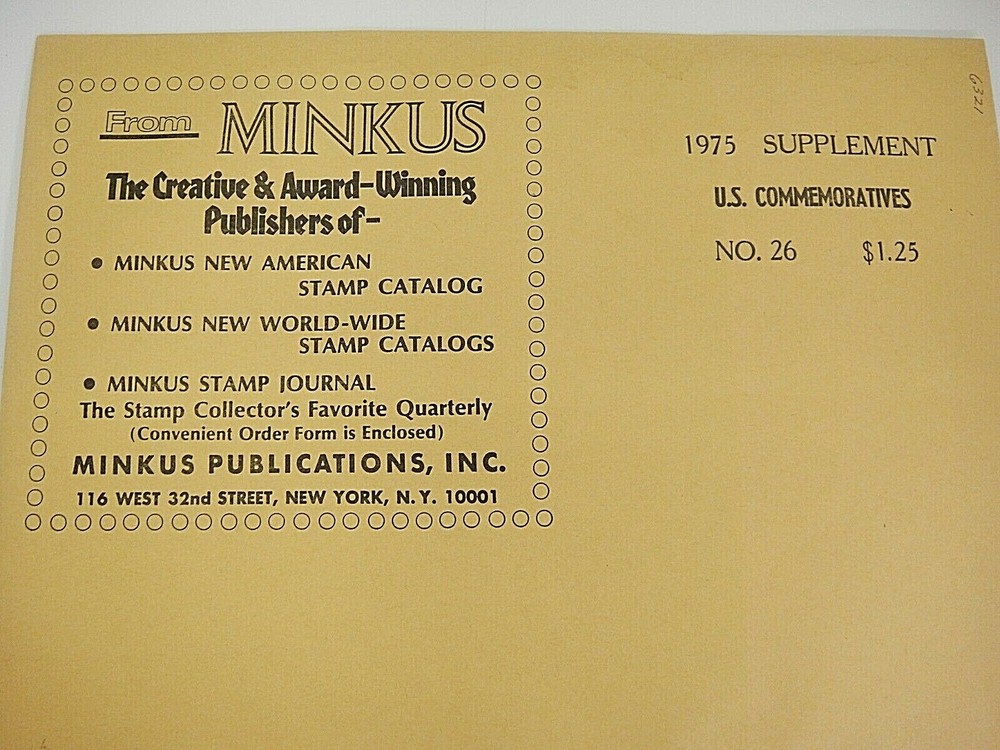 From MINKUS
The Creative & Award-Winning
Publishers of-
• MINKUS NEW AMERICAN
STAMP CATALOG
• MINKUS NEW WORLD-WIDE
STAMP CATALOGS
• MINKUS STAMP JOURNAL
The Stamp Collector's Favorite Quarterly
(Convenient Order Form is Enclosed)
MINKUS PUBLICATIONS, INC.
116 WEST 32nd STREET, NEW YORK, N.Y. 10001
1975 SUPPLEMENT
U.S. COMMEMORATIVES
NO. 26 $1.25
6321